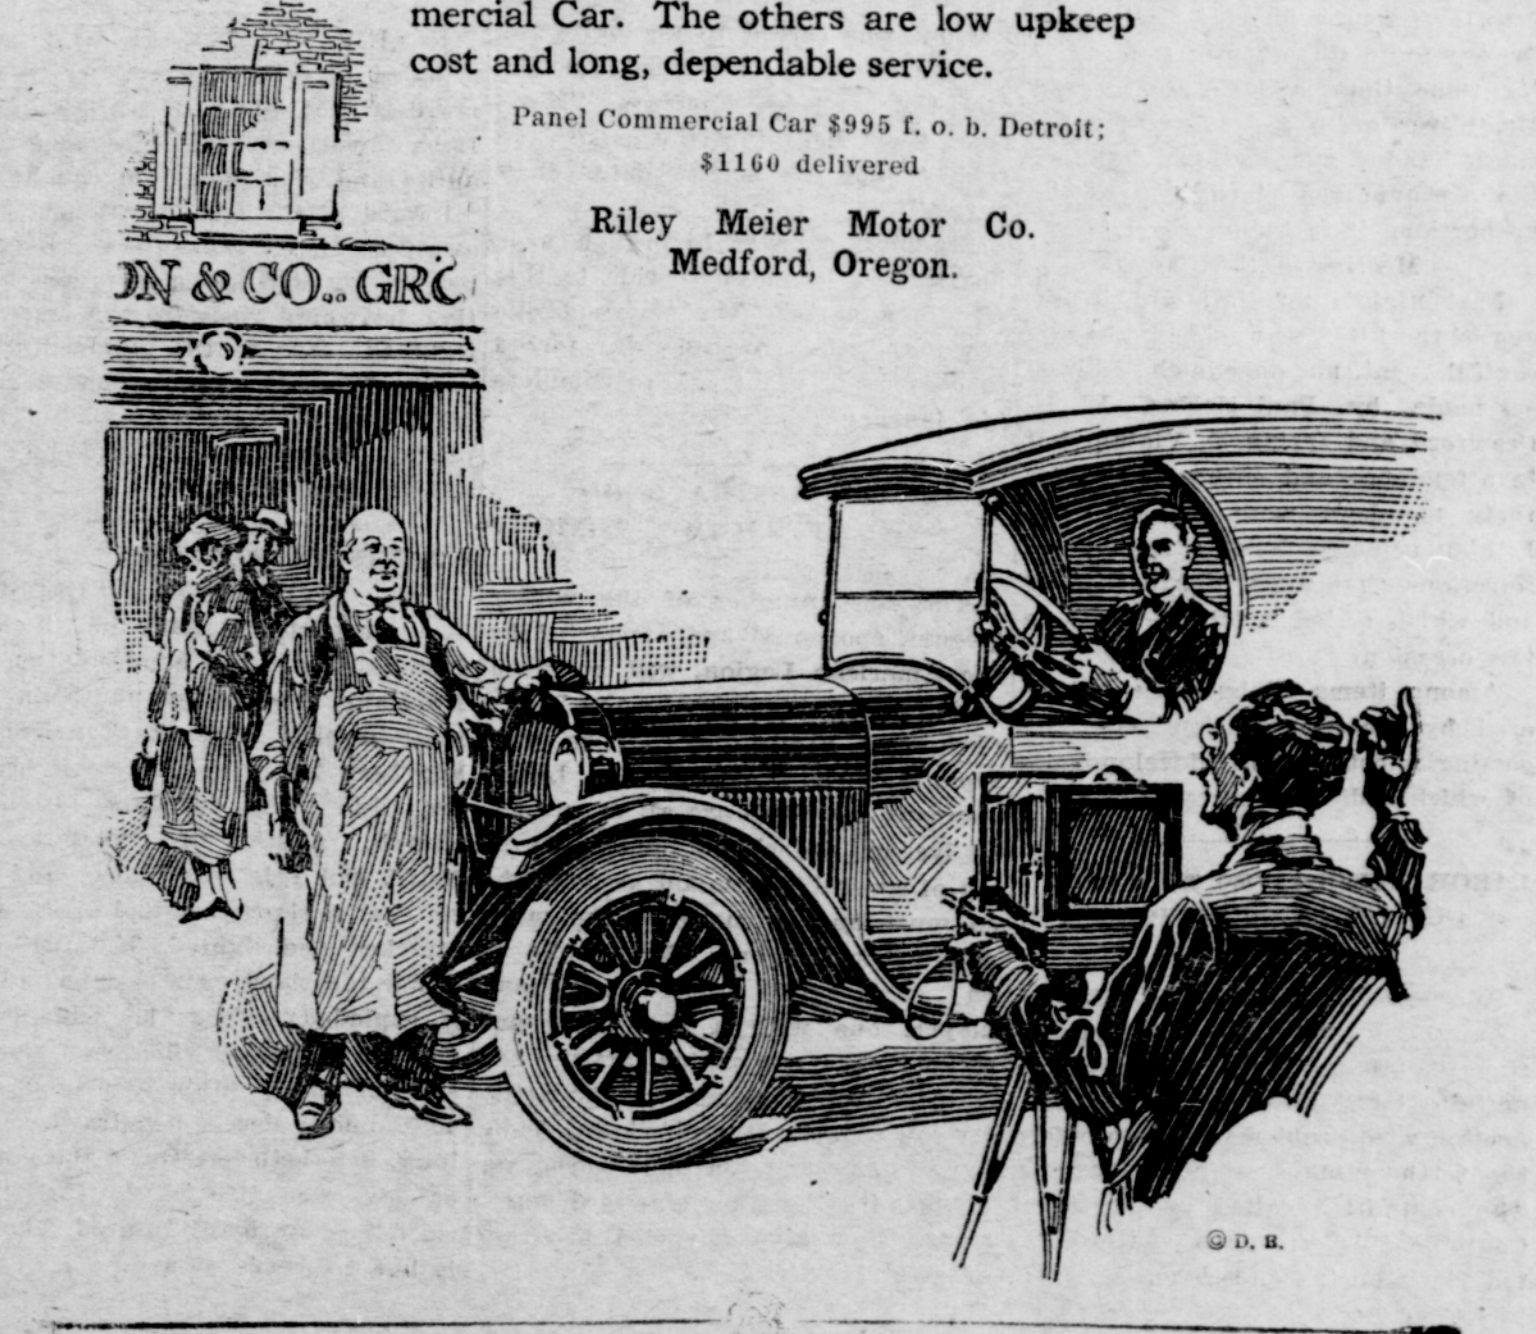 mercial Car. The others are low upkeep
cost and long, dependable service.
Panel Commercial Car $995 f. o. b. Detroit;
$1160 delivered
Riley Meier Motor Co.
Medford, Oregon.
ON & CO.. GRO
© D. B.